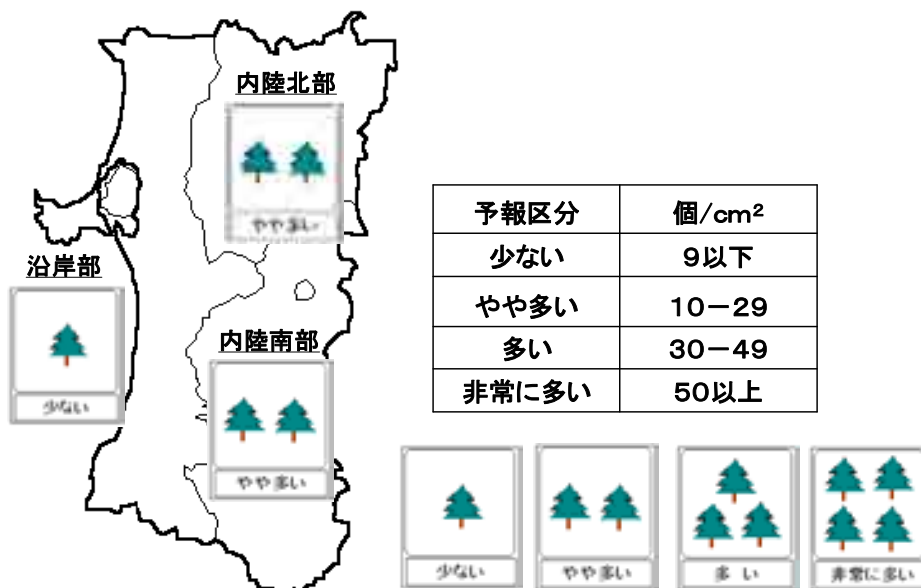 内陸北部
やや多い
沿岸部
少ない
内陸南部
やや多い
予報区分 個/cm²
少ない 9以下
やや多い 10－29
多い 30－49
非常に多い 50以上
少ない やや多い 多い 非常に多い